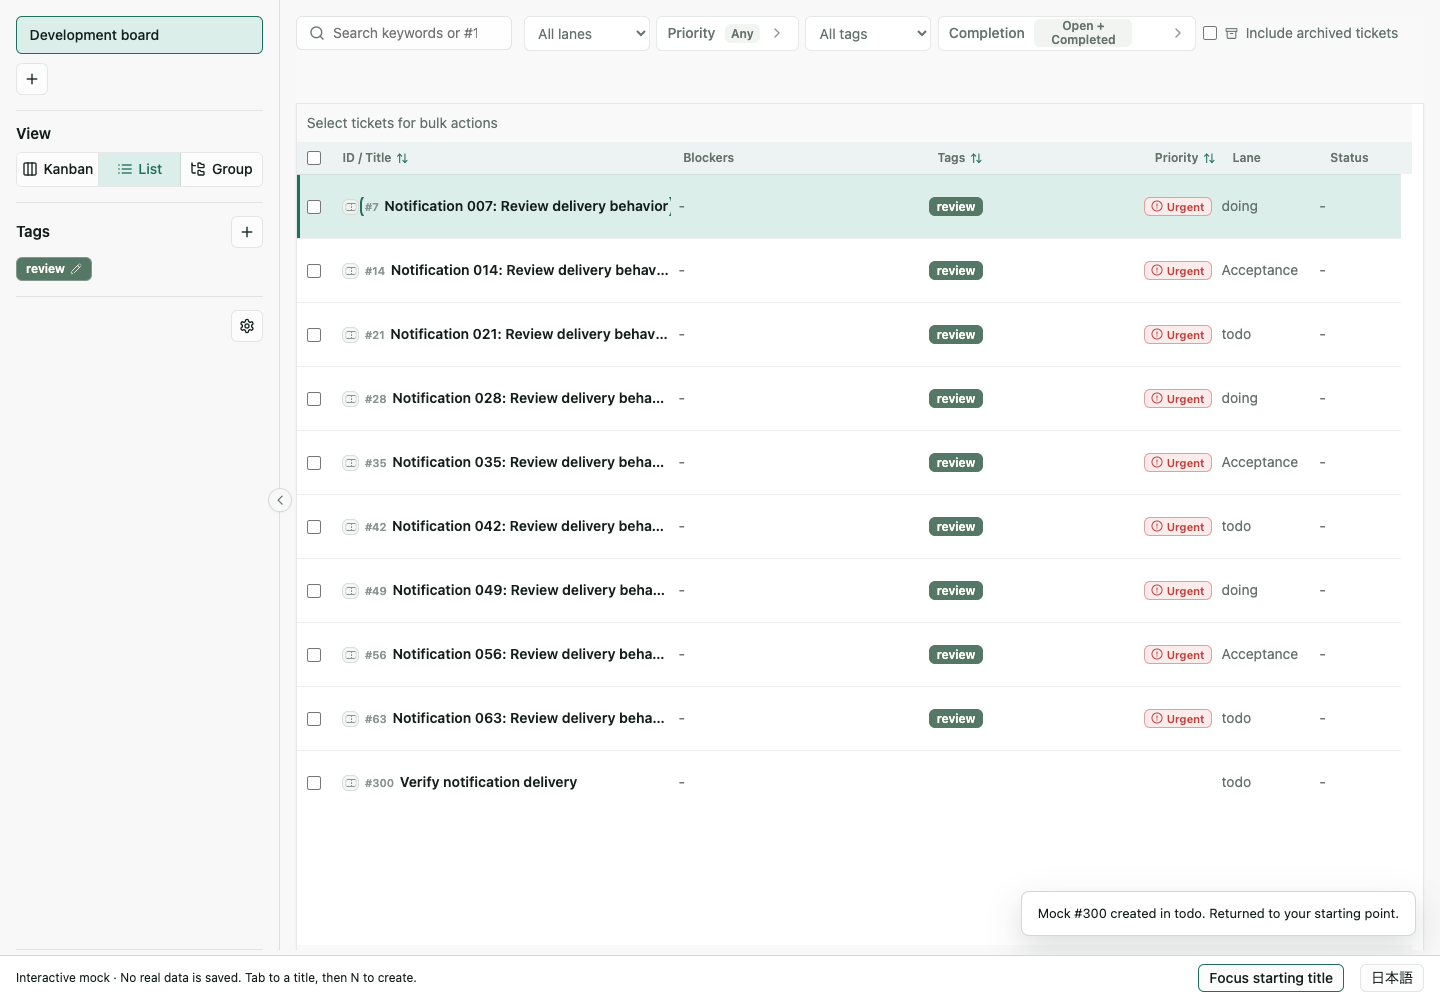 Development board
View
Kanban
List
Group
Tags
review
Search keywords or #1
All lanes
Priority Any
All tags
Completion Open + Completed
Include archived tickets
Select tickets for bulk actions
ID / Title Blockers Tags Priority Lane Status
#7 Notification 007: Review delivery behavior - review Urgent doing -
#14 Notification 014: Review delivery behav... - review Urgent Acceptance -
#21 Notification 021: Review delivery behav... - review Urgent todo -
#28 Notification 028: Review delivery beha... - review Urgent doing -
#35 Notification 035: Review delivery beha... - review Urgent Acceptance -
#42 Notification 042: Review delivery beha... - review Urgent todo -
#49 Notification 049: Review delivery beha... - review Urgent doing -
#56 Notification 056: Review delivery beha... - review Urgent Acceptance -
#63 Notification 063: Review delivery beha... - review Urgent todo -
#300 Verify notification delivery - todo -
Mock #300 created in todo. Returned to your starting point.
Interactive mock · No real data is saved. Tab to a title, then N to create.
Focus starting title
日本語